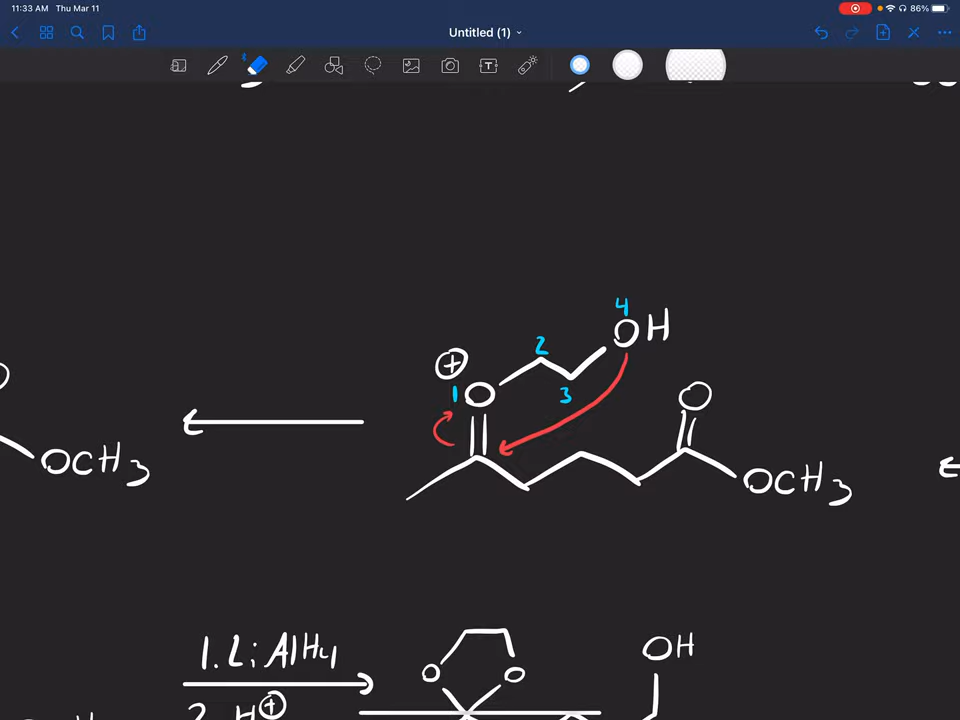 11:33 AM Thu Mar 11
86%
Untitled (1)
4
OH
2
+
1 O
3
O
OCH3
OCH3
1. LiAlH4
OH
O O
2. H+